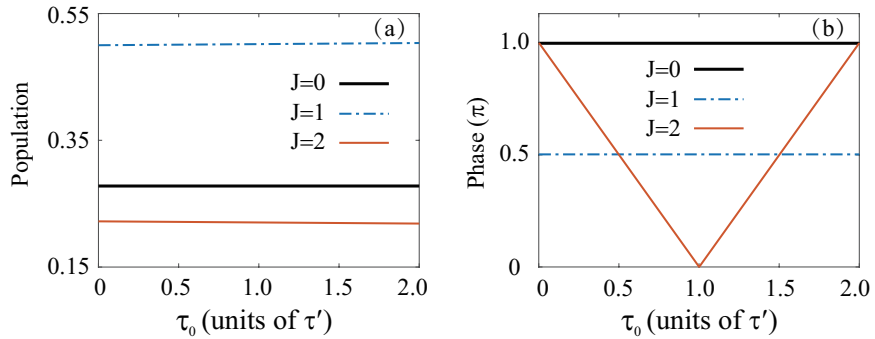 (a)
0.55
0.35
0.15
Population
J=0
J=1
J=2
0 0.5 1.0 1.5 2.0
τ₀ (units of τ′)
(b)
1.0
0.5
0
Phase (π)
J=0
J=1
J=2
0 0.5 1.0 1.5 2.0
τ₀ (units of τ′)